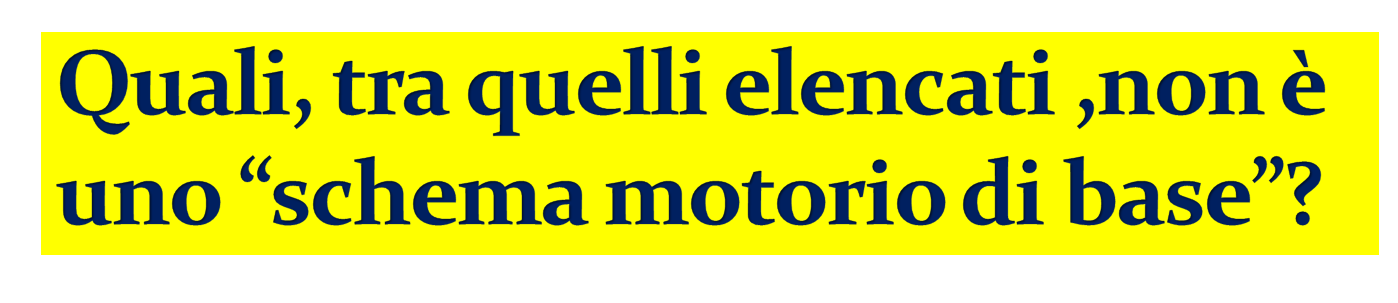 Quali, tra quelli elencati ,non è
uno “schema motorio di base”?